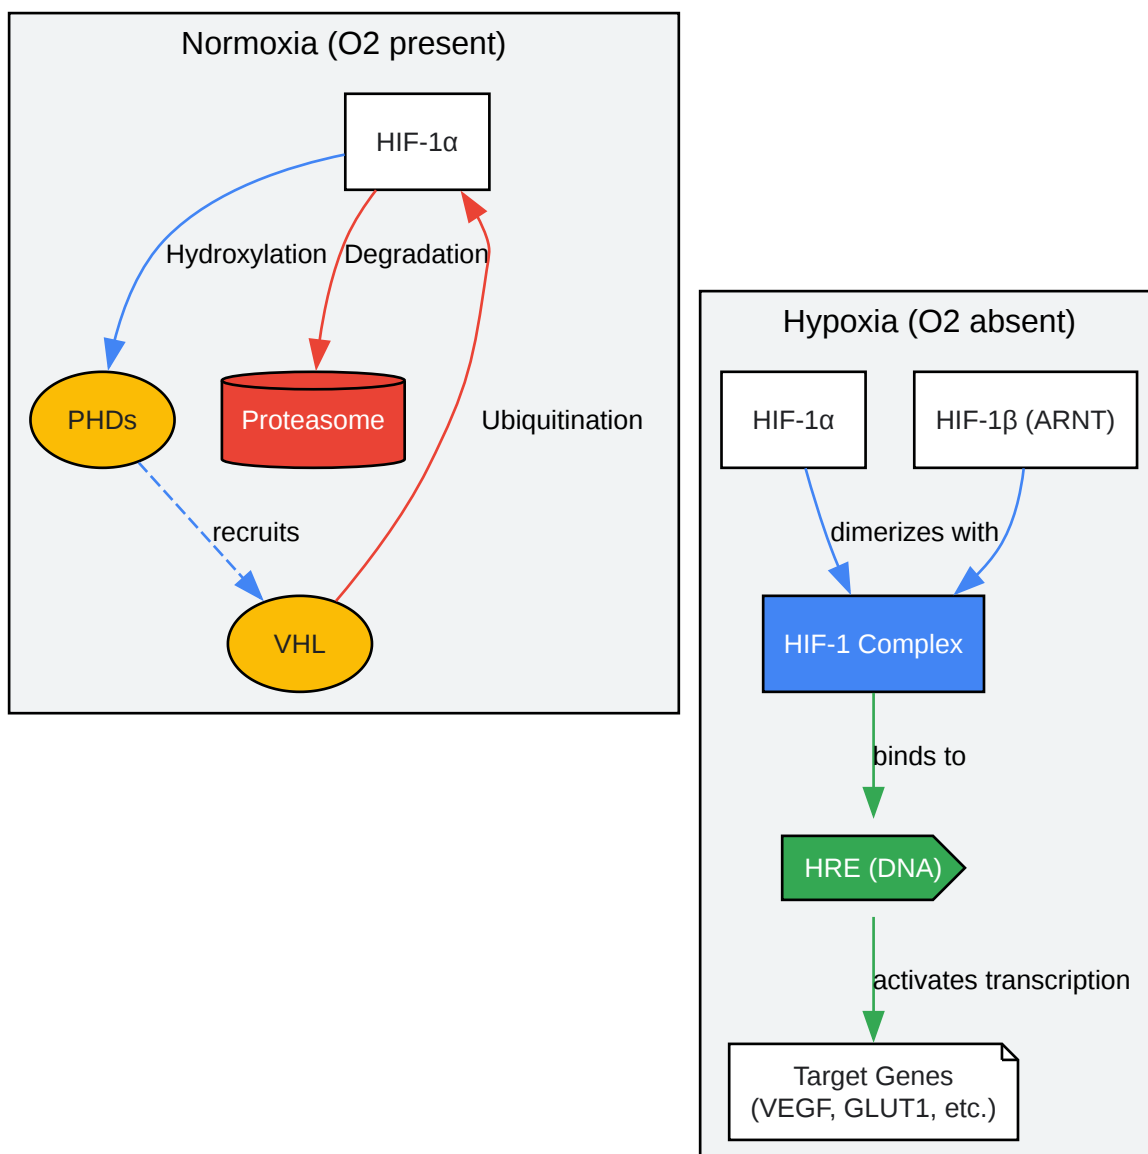 Normoxia (O2 present)
HIF-1α
Hydroxylation
Degradation
PHDs
Proteasome
Ubiquitination
recruits
VHL
Hypoxia (O2 absent)
HIF-1α
HIF-1β (ARNT)
dimerizes with
HIF-1 Complex
binds to
HRE (DNA)
activates transcription
Target Genes
(VEGF, GLUT1, etc.)